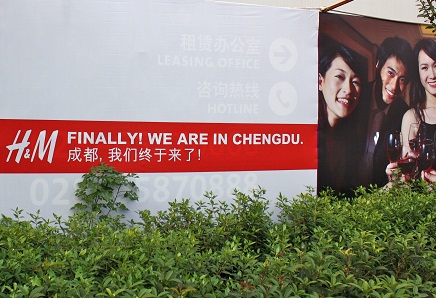 租赁办公室
LEASING OFFICE
咨询热线
HOTLINE
H&M
FINALLY! WE ARE IN CHENGDU.
成都, 我们终于来了!